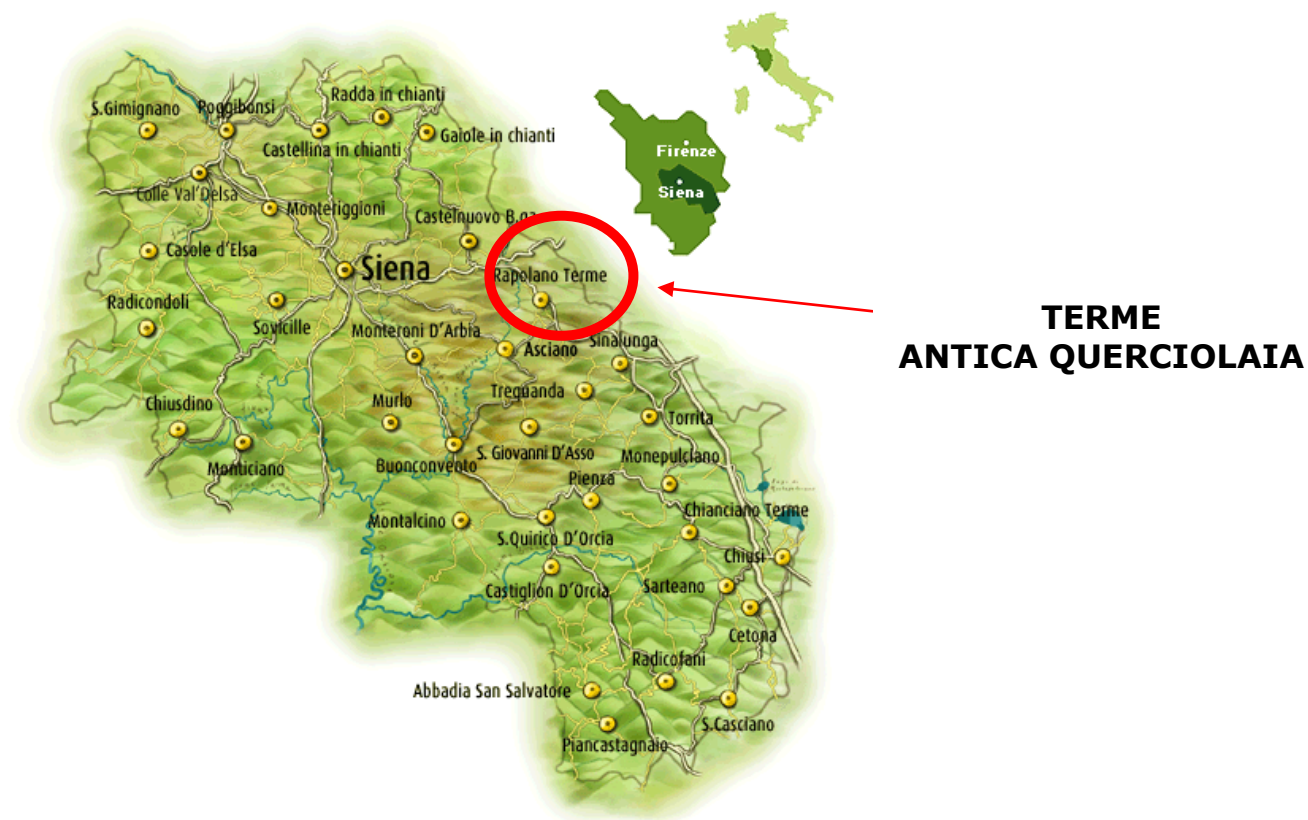 Firenze
Siena
Radda in chianti
S.Gimignano
Poggibonsi
Gaiole in chianti
Castellina in chianti
Colle Val'Delsa
Monteriggioni
Castelnuovo B.ga
Casole d'Elsa
Siena
Rapolano Terme
Radicondoli
Sovicille
Monteroni D'Arbia
Asciano
Sinalunga
TERME
ANTICA QUERCIOLAIA
Chiusdino
Murlo
Trequanda
Torrita
Monticiano
Buonconvento
S. Giovanni D'Asso
Monepulciano
Pienza
Montalcino
S.Quirico D'Orcia
Chianciano Terme
Chiusi
Castiglion D'Orcia
Sarteano
Cetona
Radicofani
Abbadia San Salvatore
S.Casciano
Piancastagnaio